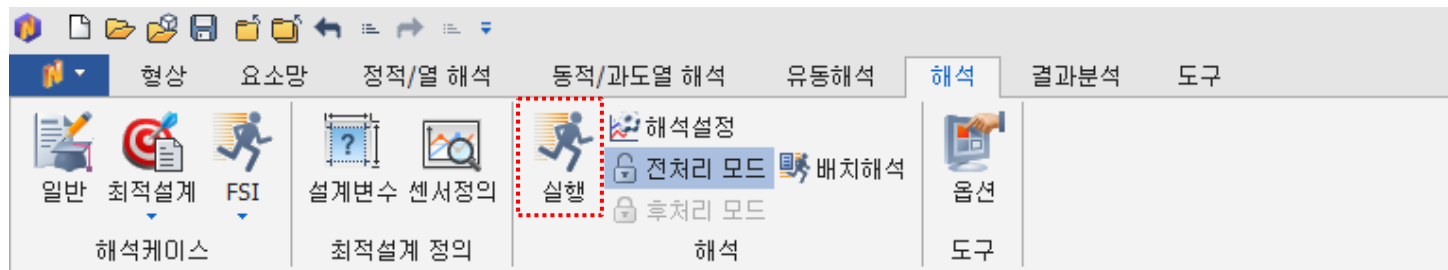 형상 요소망 정적/열 해석 동적/과도열 해석 유동해석 해석 결과분석 도구
일반 최적설계 FSI
해석케이스
설계변수 센서정의
최적설계 정의
실행
해석설정
전처리 모드
후처리 모드
배치해석
해석
옵션
도구